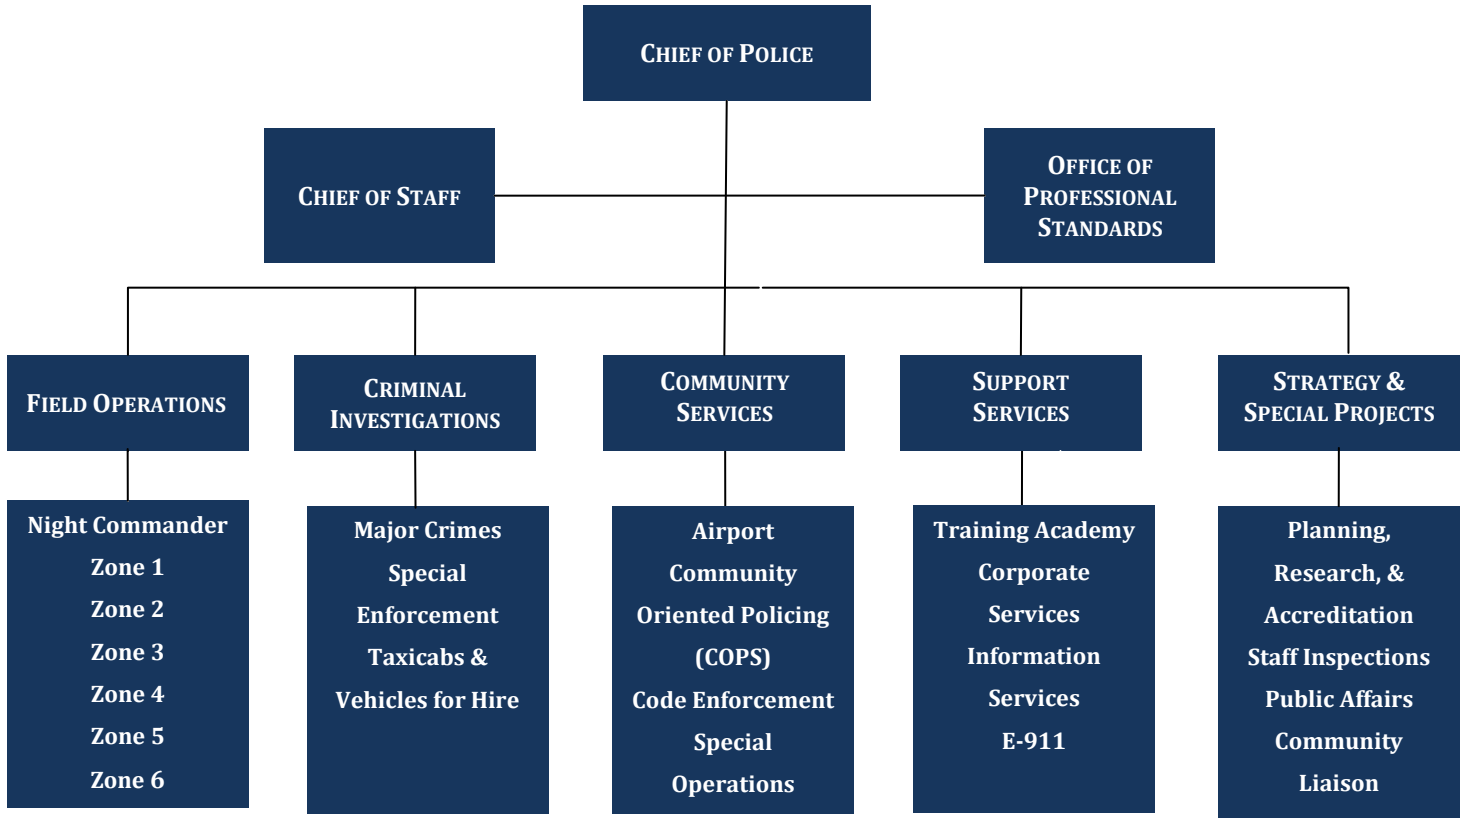 CHIEF OF POLICE
CHIEF OF STAFF
OFFICE OF
PROFESSIONAL
STANDARDS
FIELD OPERATIONS
CRIMINAL
INVESTIGATIONS
COMMUNITY
SERVICES
SUPPORT
SERVICES
STRATEGY &
SPECIAL PROJECTS
Night Commander
Zone 1
Zone 2
Zone 3
Zone 4
Zone 5
Zone 6
Major Crimes
Special
Enforcement
Taxicabs &
Vehicles for Hire
Airport
Community
Oriented Policing
(COPS)
Code Enforcement
Special
Operations
Training Academy
Corporate
Services
Information
Services
E-911
Planning,
Research, &
Accreditation
Staff Inspections
Public Affairs
Community
Liaison